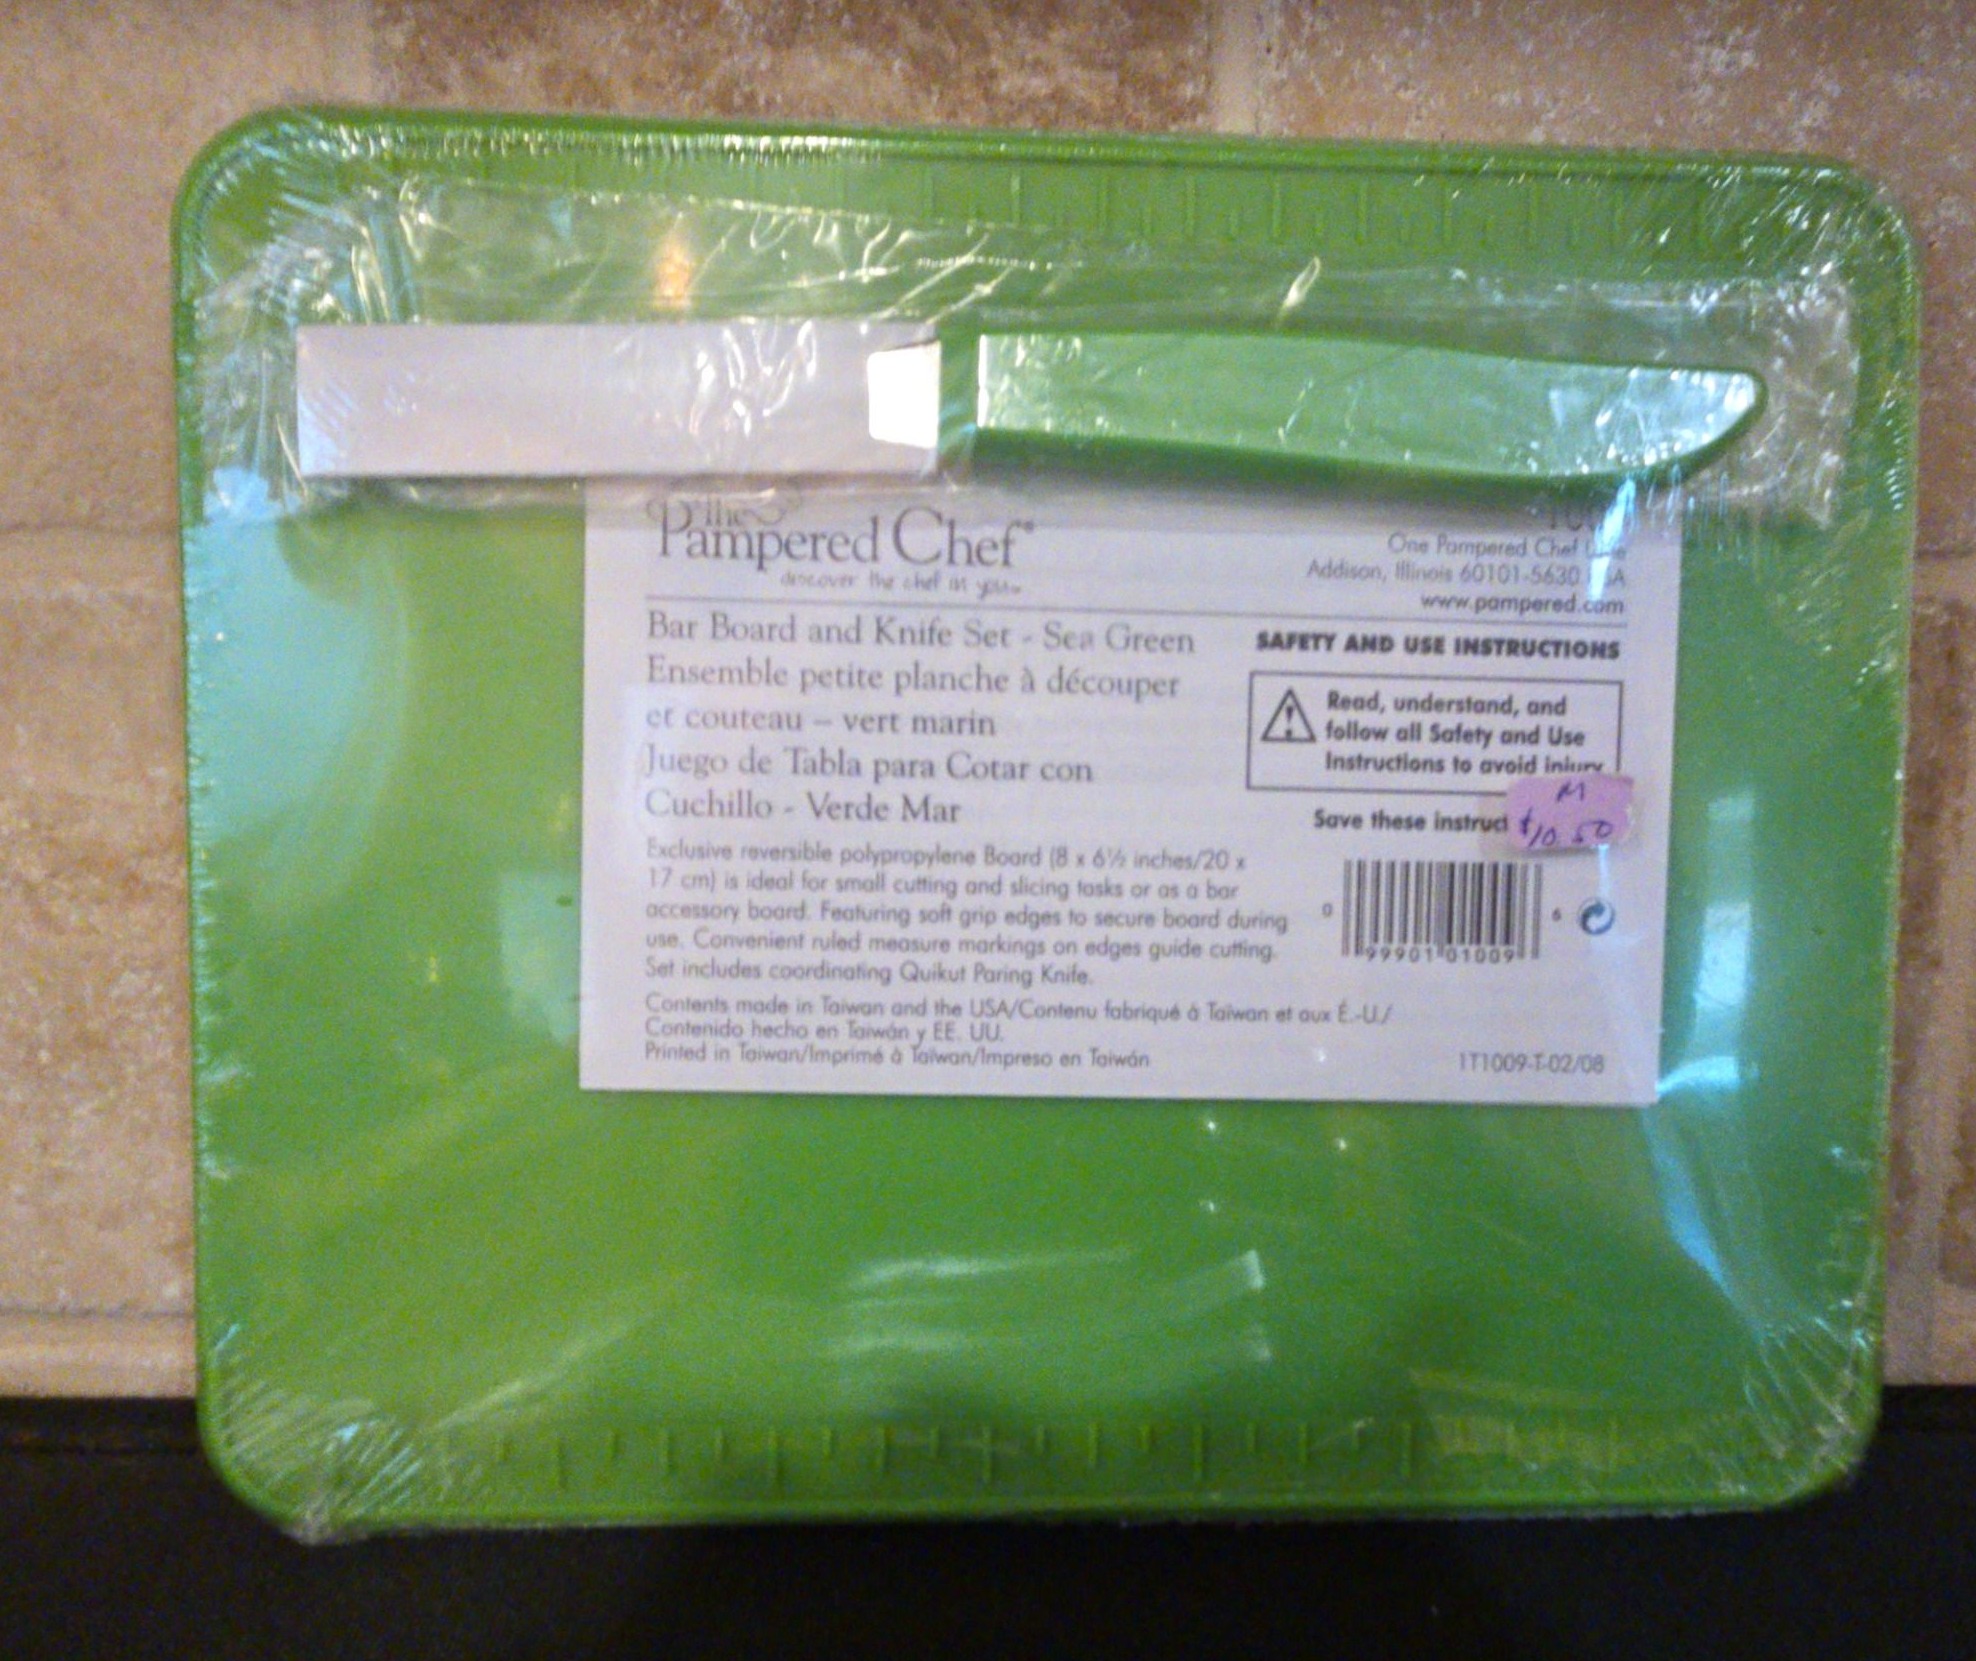 The
Pampered Chef®
discover the chef in you™
One Pampered Chef
Addison, Illinois 60101-5630
www.pampered.com
Bar Board and Knife Set - Sea Green
Ensemble petite planche à découper
et couteau – vert marin
Juego de Tabla para Cotar con
Cuchillo - Verde Mar
SAFETY AND USE INSTRUCTIONS
Read, understand, and
follow all Safety and Use
Instructions to avoid injury
Save these instruct
M
$10.50
Exclusive reversible polypropylene Board (8 x 6½ inches/20 x
17 cm) is ideal for small cutting and slicing tasks or as a bar
accessory board. Featuring soft grip edges to secure board during
use. Convenient ruled measure markings on edges guide cutting.
Set includes coordinating Quikut Paring Knife.
0 99901 01009 6
Contents made in Taiwan and the USA/Contenu fabriqué à Taïwan et aux É.-U./
Contenido hecho en Taiwán y EE. UU.
Printed in Taiwan/Imprimé à Taïwan/Impreso en Taiwán
1T1009-T-02/08